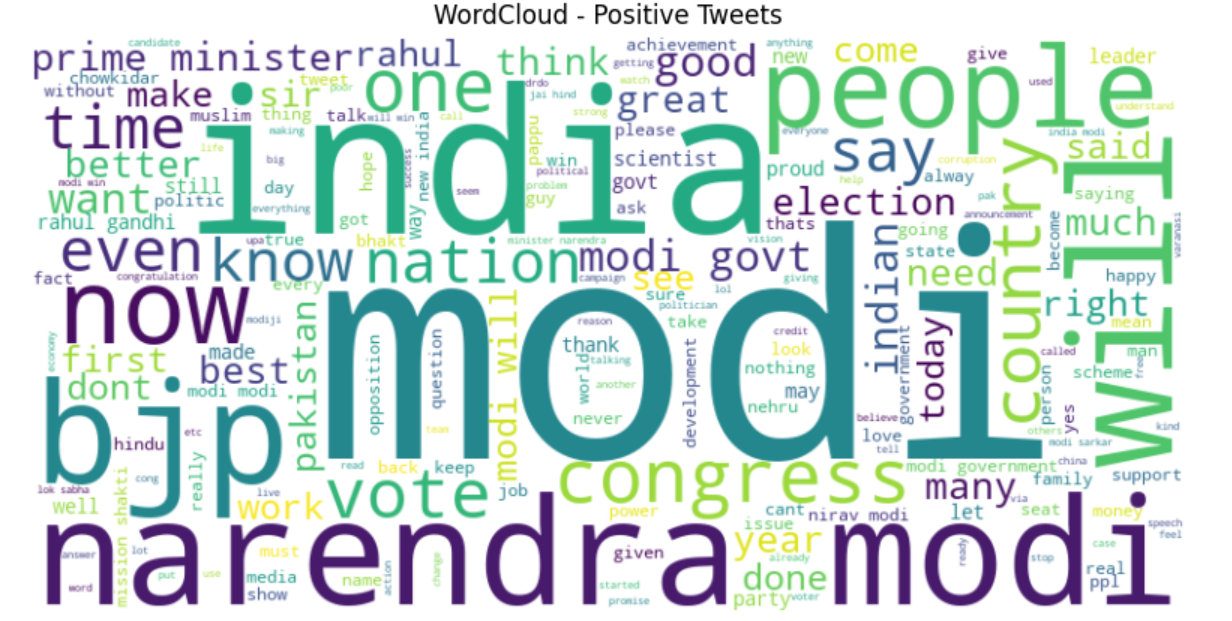 WordCloud - Positive Tweets
candidate
prime minister
rahul
think
achievement
good
anything
new
come
give
leader
chowkidar
without
make
sir
tweet
poor
one
getting
watch
drdo
jai hind
great
people
used
understand
time
muslim
thing
talk
will win
call
strong
please
everyone
india modi
said
making
india
pappu
say
corruption
better
life
big
hope
success
new india
win
political
scientist
proud
alway
country
modi win
want
still
politic
day
everything
seem
problem
guy
govt
help
pak
saying
will
rahul gandhi
got
way
ask
election
announcement
much
thats
going
become
varanasi
even
upa
true
bhakt
minister narendra
vision
indian
state
know
nation
modi govt
need
happy
fact
congratulation
every
campaign
see
giving
now
sure
lol
politician
right
modiji
pakistan
modi will
modi
reason
take
credit
today
mean
economy
first
made
opposition
question
thank
talking
world
look
government
called
man
best
another
development
nothing
scheme
free
dont
modi modi
may
person
bjp
never
nehru
believe
yes
hindu
etc
team
love
tell
others
kind
modi sarkar
really
read
back
keep
congress
modi government
china
cong
family
support
lok sabha
live
vote
job
many
via
well
mission shakti
work
power
cant
nirav modi
let
seat
money
issue
speech
feel
narendra modi
answer
lot
must
given
year
ready
stop
case
word
put
use
media
show
name
change
action
started
promise
done
party
voter
already
real
ppl